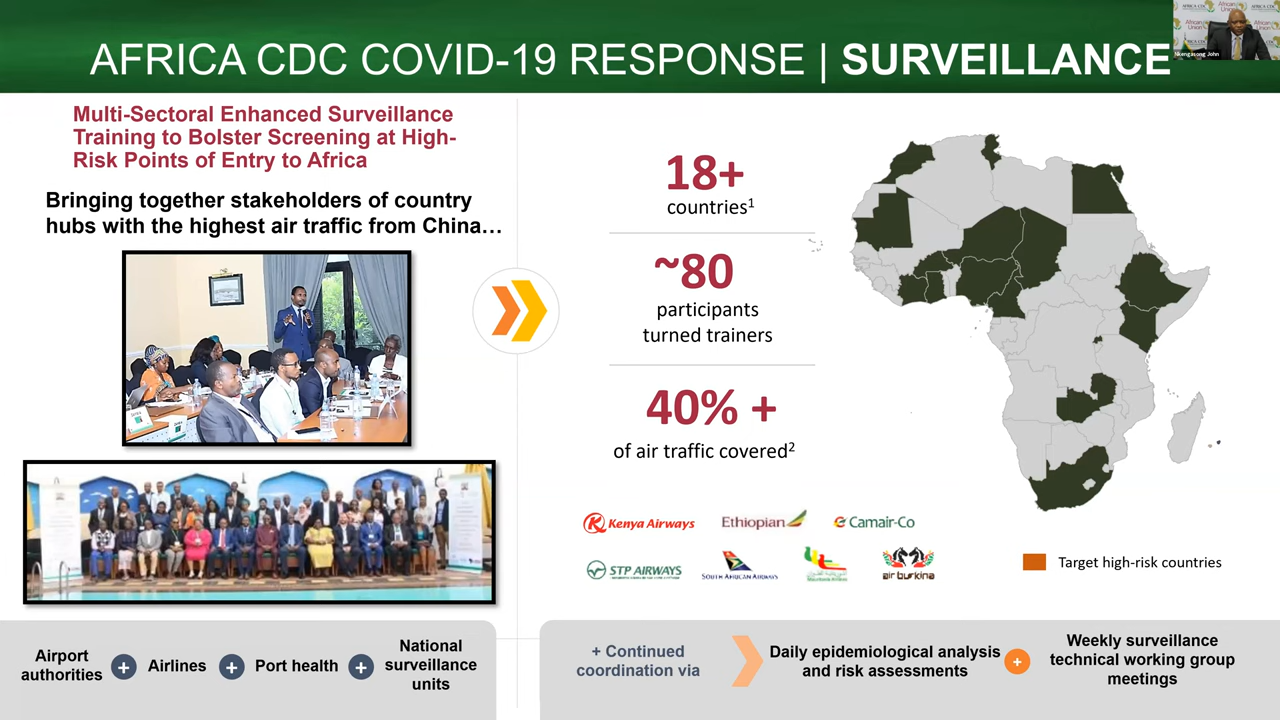 AFRICA CDC COVID-19 RESPONSE | SURVEILLANCE
Nkengasong John
Multi-Sectoral Enhanced Surveillance
Training to Bolster Screening at High-
Risk Points of Entry to Africa
Bringing together stakeholders of country
hubs with the highest air traffic from China…
18+
countries¹
~80
participants
turned trainers
40% +
of air traffic covered²
Kenya Airways
Ethiopian
Camair-Co
STP AIRWAYS
SOUTH AFRICAN AIRWAYS
air burkina
Target high-risk countries
Airport
authorities
+
Airlines
+
Port health
+
National
surveillance
units
+ Continued
coordination via
Daily epidemiological analysis
and risk assessments
+
Weekly surveillance
technical working group
meetings